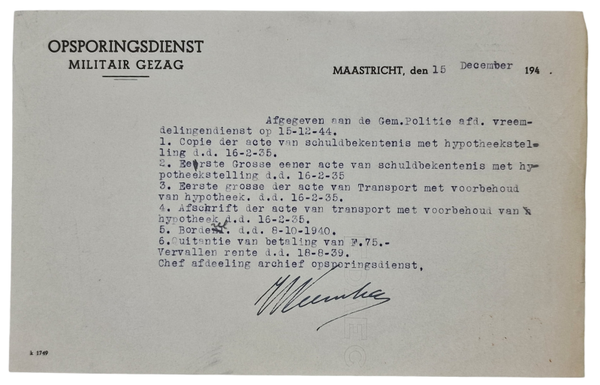 OPSPORINGSDIENST
MILITAIR GEZAG
MAASTRICHT, den 15 December 194 .
Afgegeven aan de Gem.Politie afd. vreem-
delingendienst op 15-12-44.
1. Copie der acte van schuldbekentenis met hypotheekstel-
ling d.d. 16-2-35.
2. Eerste Grosse eener acte van schuldbekentenis met hy-
potheekstelling d.d. 16-2-35
3. Eerste grosse der acte van Transport met voorbehoud
van hypotheek. d.d. 16-2-35.
4. Afschrift der acte van transport met voorbehoud van
hypotheek d.d. 16-2-35.
5. d.d. 8-10-1940.
6.Quitantie van betaling van F.75.-
Vervallen rente d.d. 18-8-39.
Chef afdeeling archief opsporingsdienst.
1749